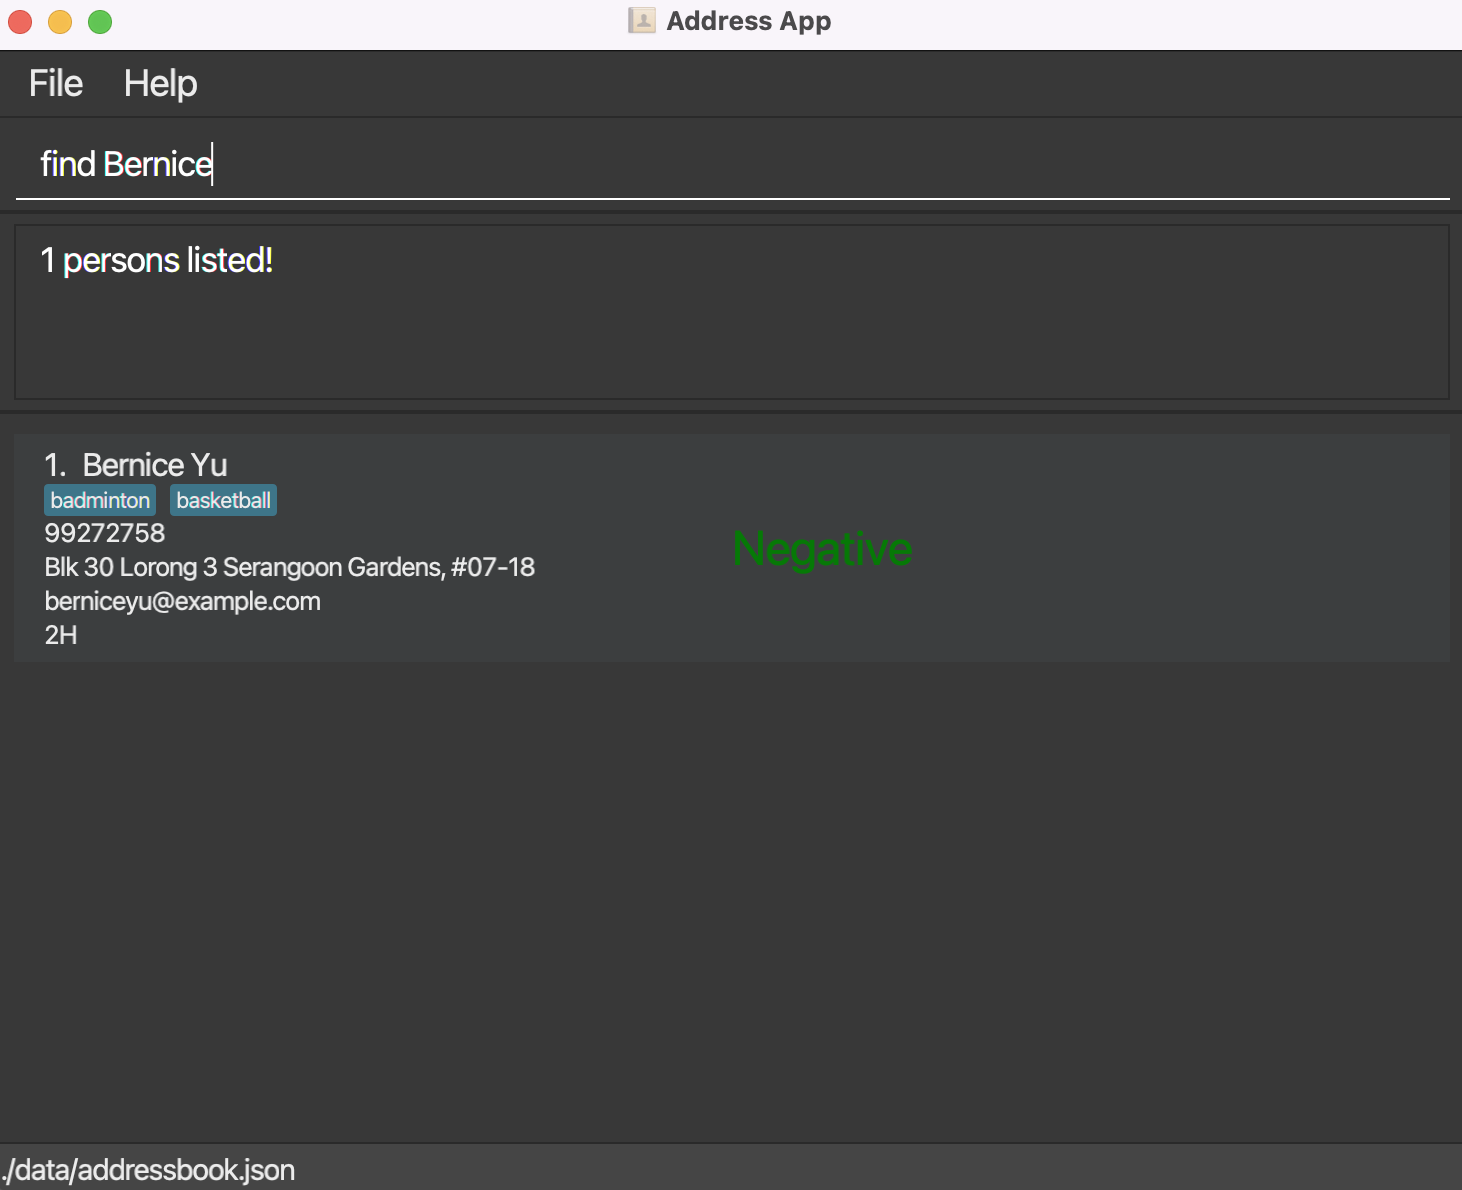 Address App
File Help
find Bernice
1 persons listed!
1. Bernice Yu
badminton basketball
99272758
Blk 30 Lorong 3 Serangoon Gardens, #07-18
berniceyu@example.com
2H
Negative
./data/addressbook.json